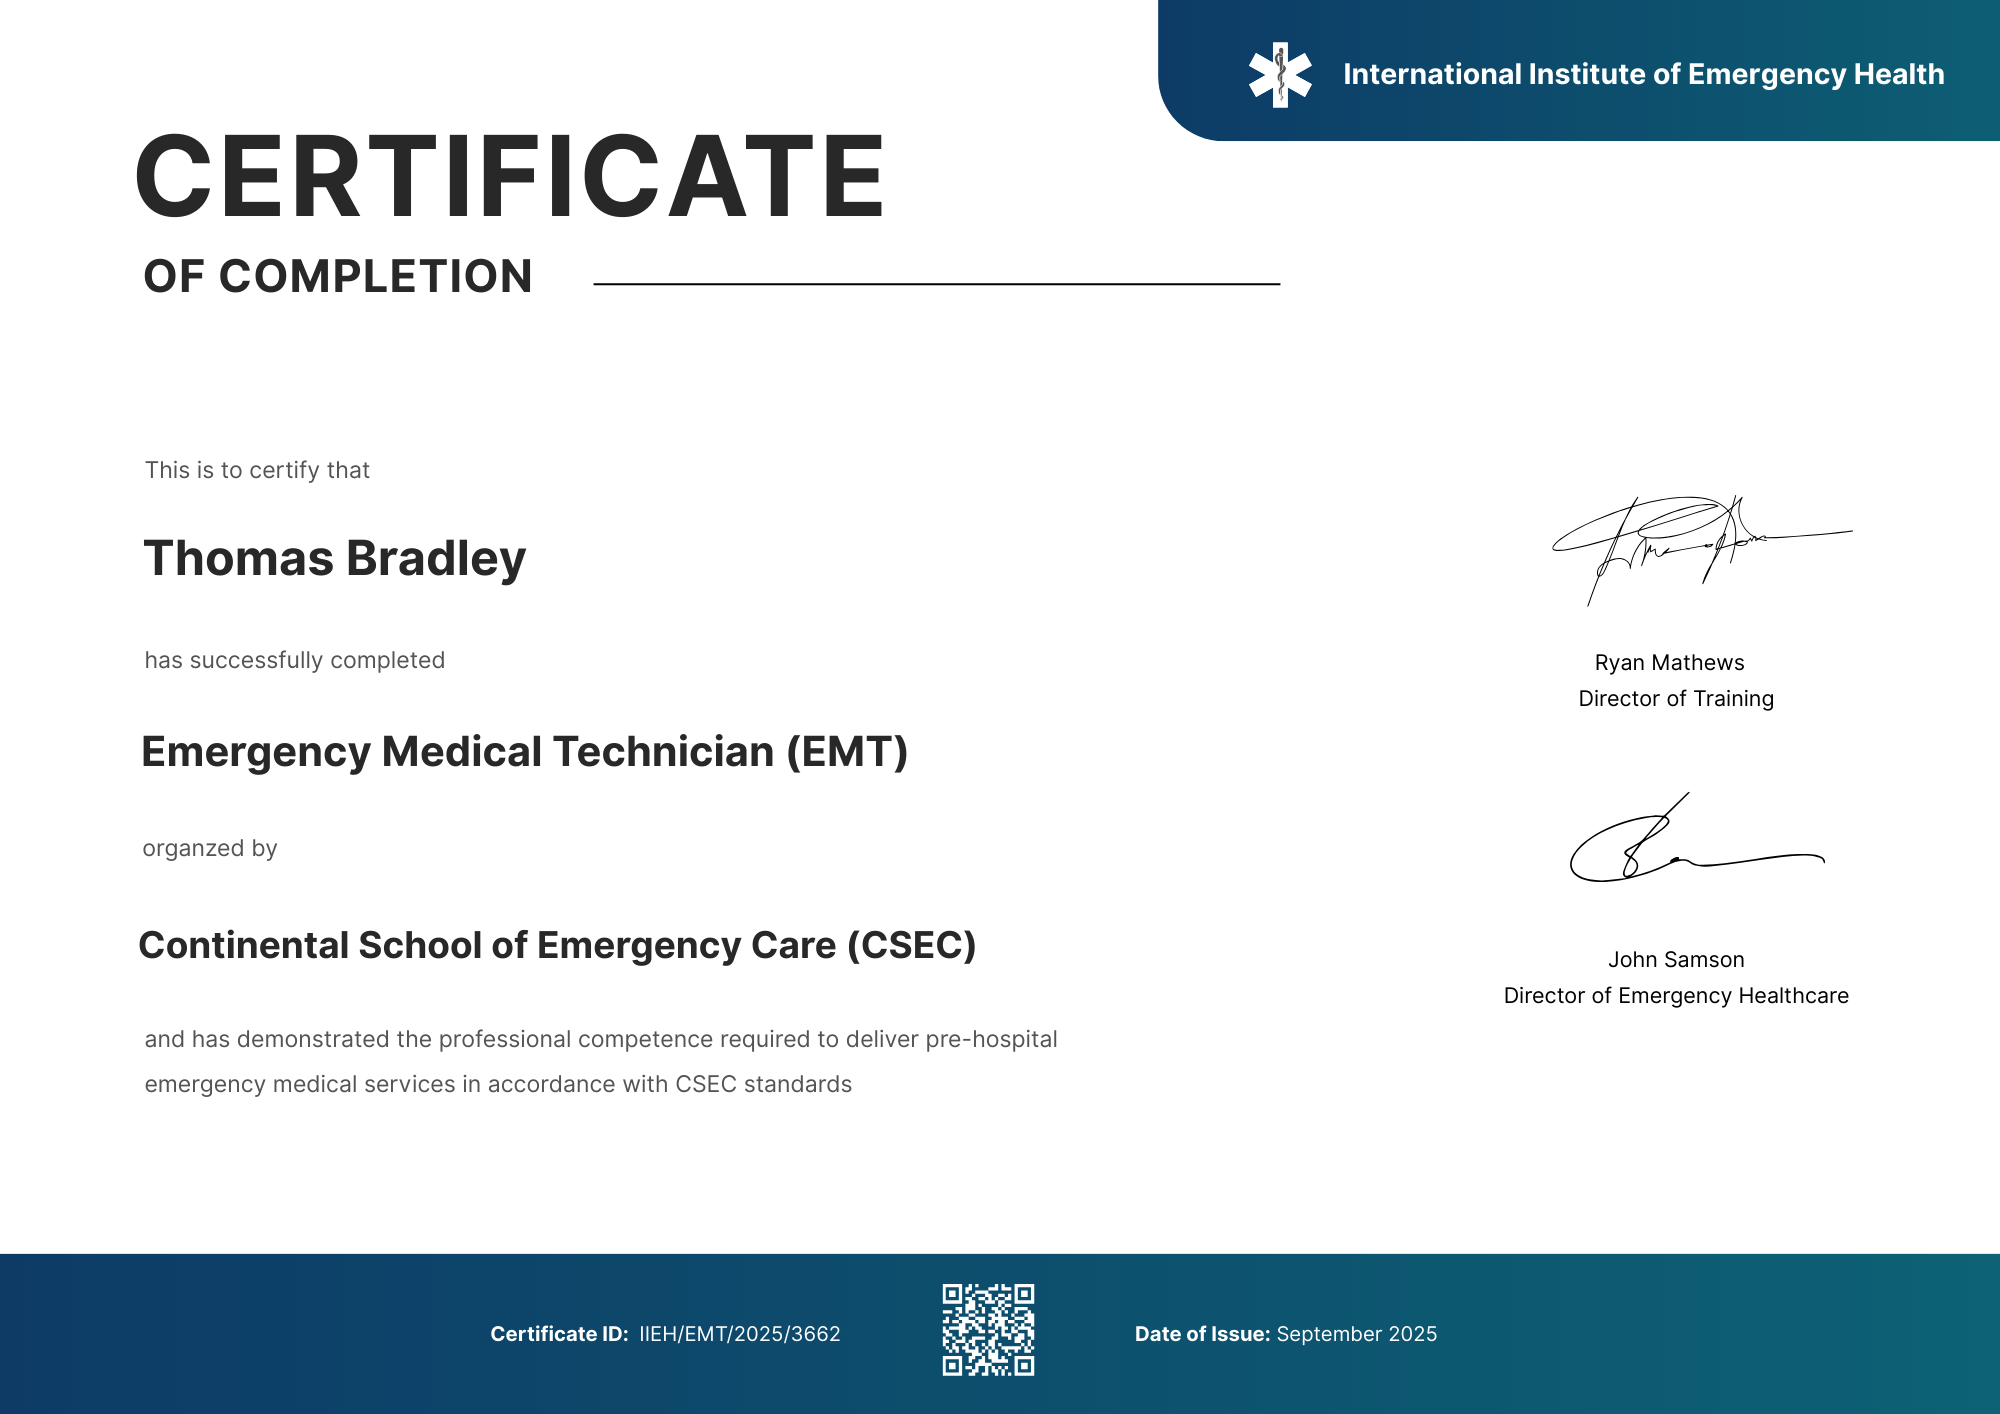 International Institute of Emergency Health
CERTIFICATE
OF COMPLETION
This is to certify that
Thomas Bradley
has successfully completed
Emergency Medical Technician (EMT)
organzed by
Continental School of Emergency Care (CSEC)
and has demonstrated the professional competence required to deliver pre-hospital
emergency medical services in accordance with CSEC standards
Ryan Mathews
Director of Training
John Samson
Director of Emergency Healthcare
Certificate ID: IIEH/EMT/2025/3662
Date of Issue: September 2025